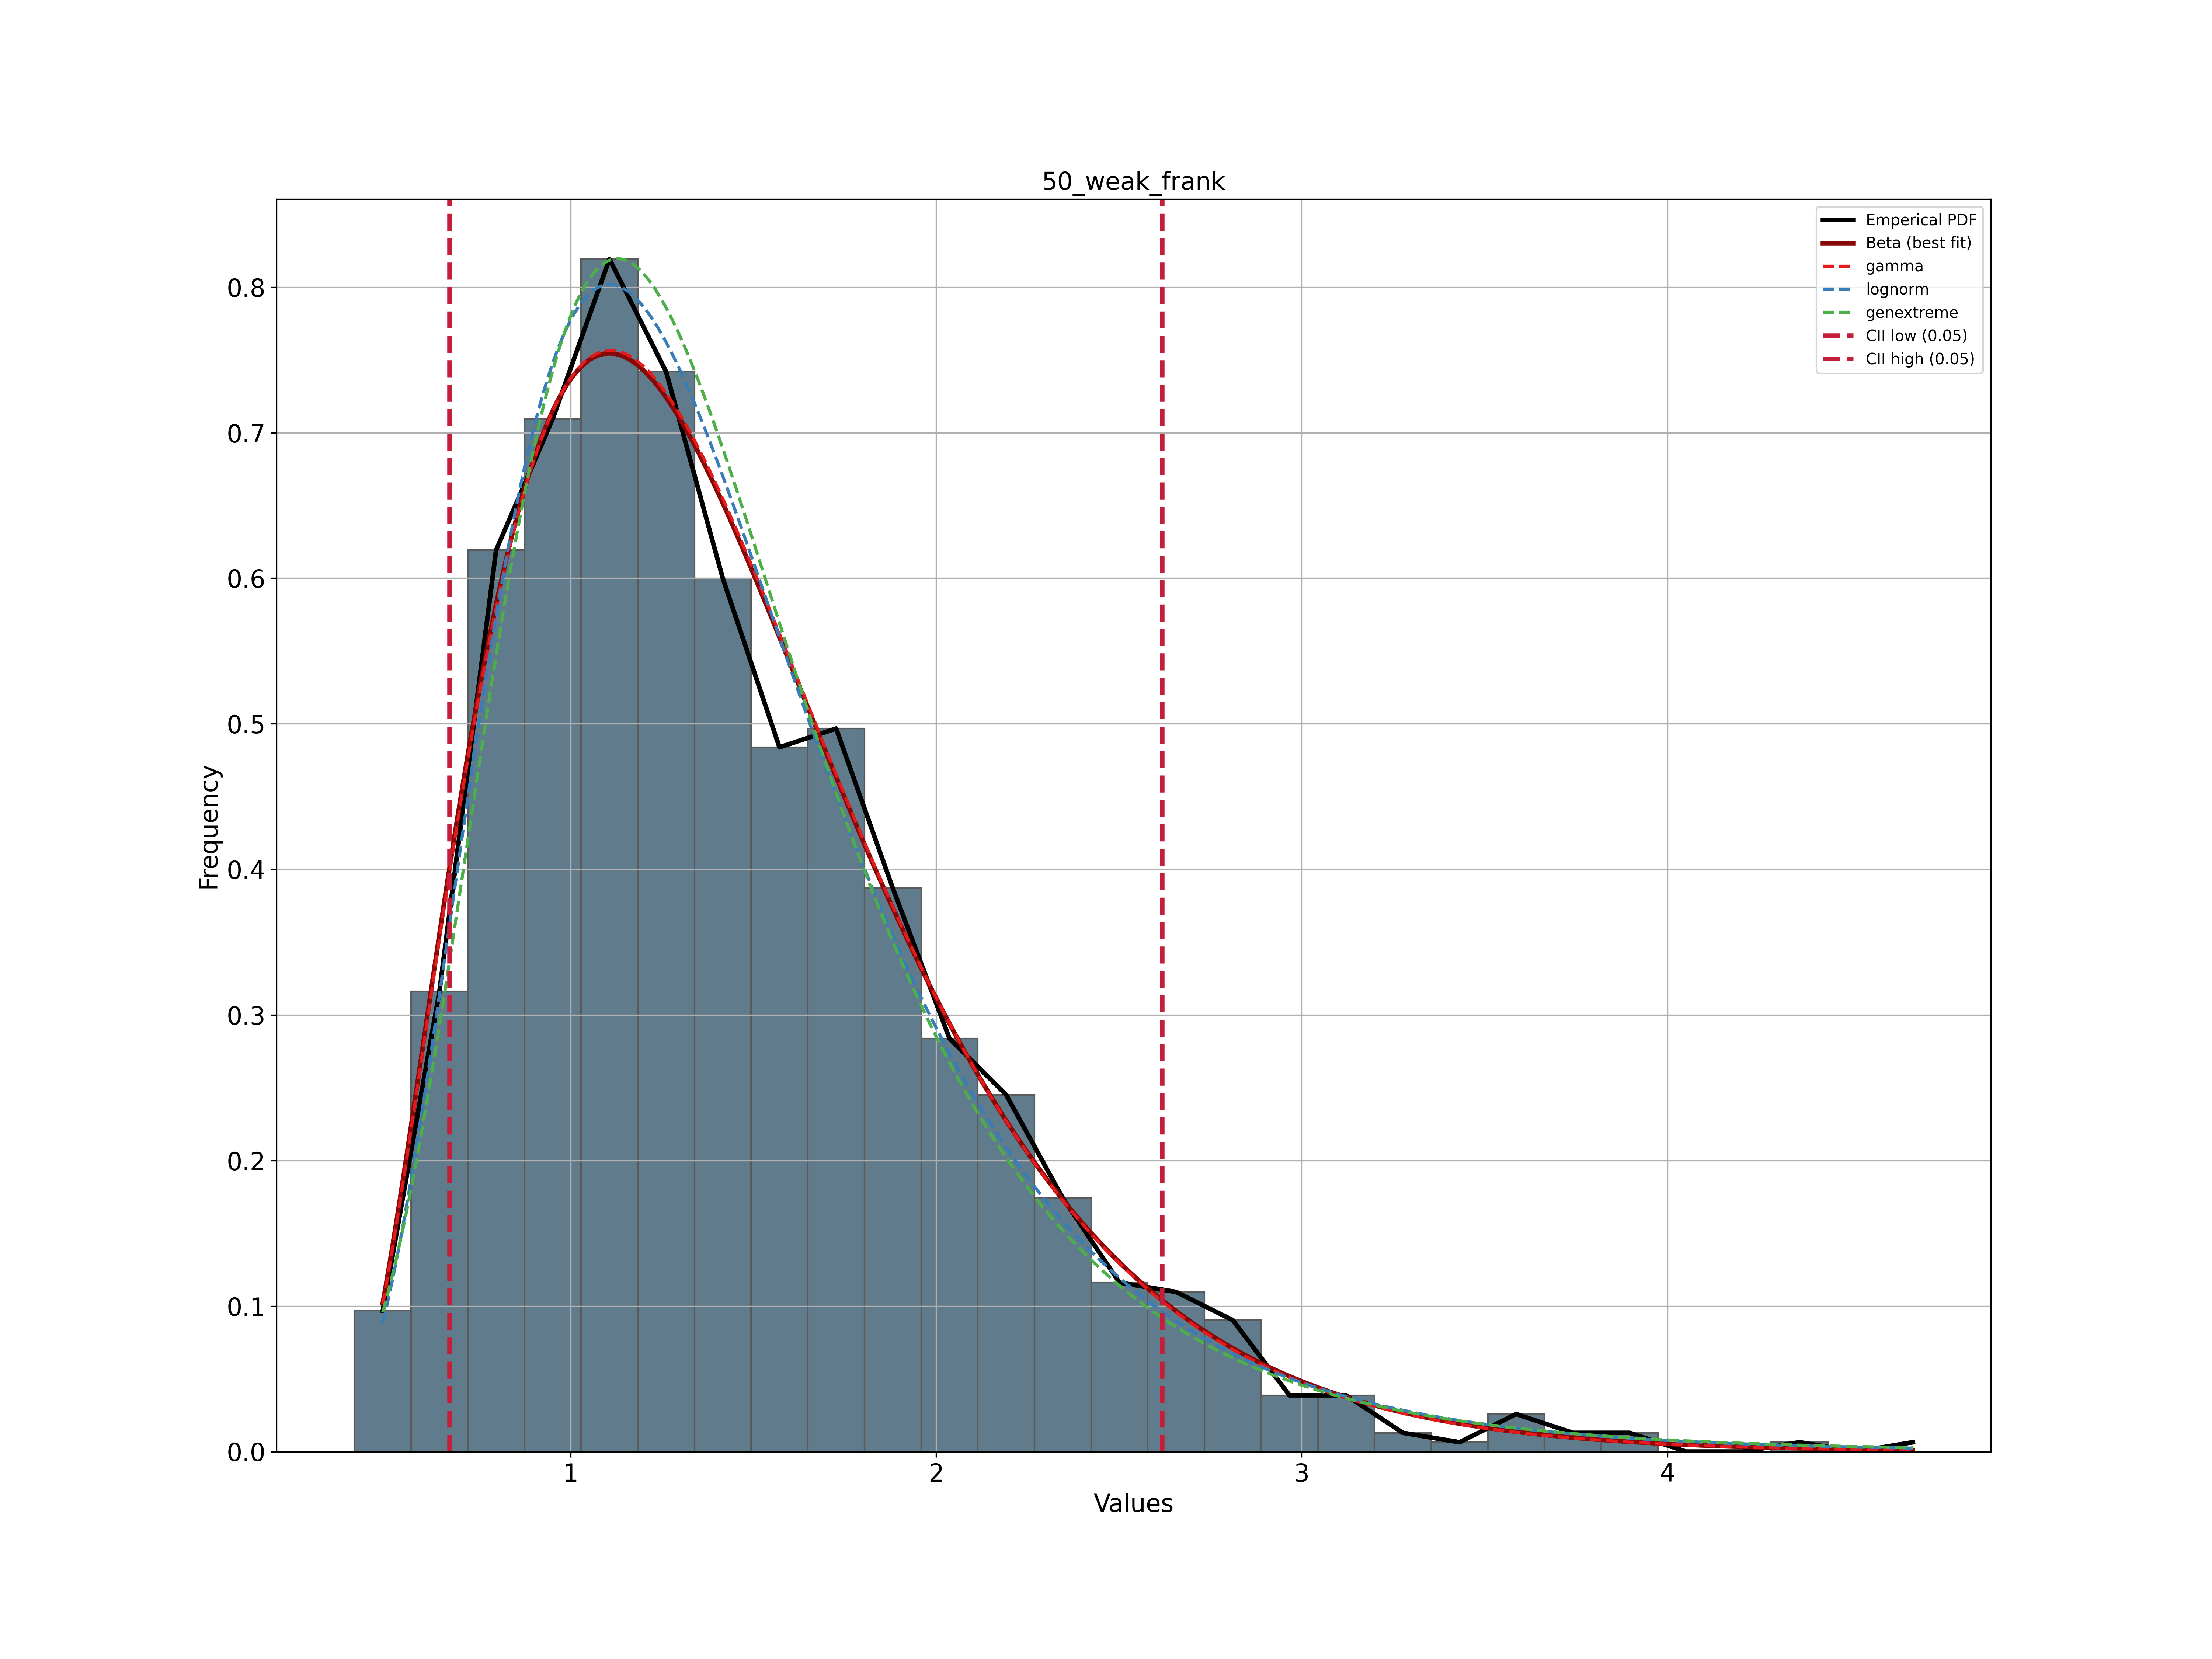 50_weak_frank
Emperical PDF
Beta (best fit)
gamma
lognorm
genextreme
CII low (0.05)
CII high (0.05)
0.8
0.7
0.6
0.5
0.4
0.3
0.2
0.1
0.0
Frequency
1 2 3 4
Values